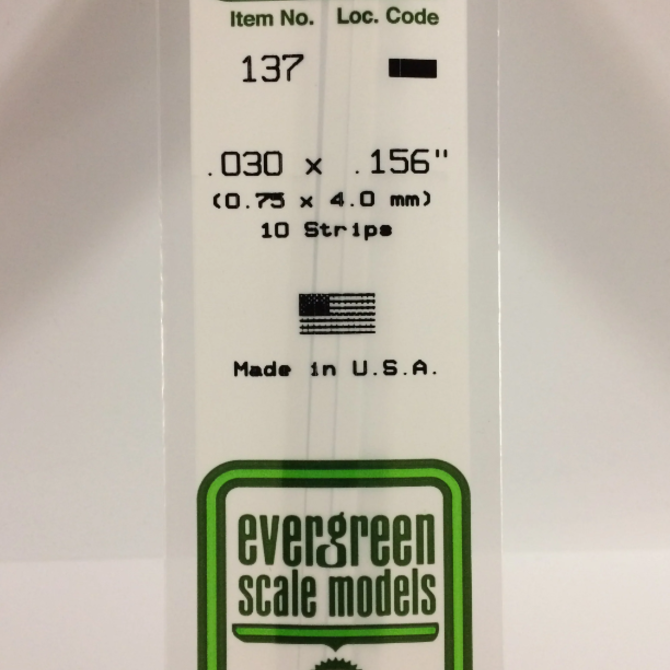 Item No. Loc. Code
137
.030 x .156"
(0.75 x 4.0 mm)
10 Strips
Made in U.S.A.
evergreen
scale models